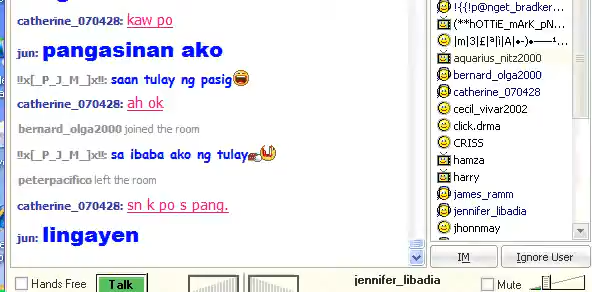 catherine_070428: kaw po
jun: pangasinan ako
!!x[_P_J_M_]x!!: saan tulay ng pasig
catherine_070428: ah ok
bernard_olga2000 joined the room
!!x[_P_J_M_]x!!: sa ibaba ako ng tulay
peterpacifico left the room
catherine_070428: sn k po s pang.
jun: lingayen
!{{!p@nget_bradker...
(**hOTTiE_mArK_pN...
aquarius_nitz2000
bernard_olga2000
catherine_070428
cecil_vivar2002
click.drma
CRISS
hamza
harry
james_ramm
jennifer_libadia
jhonnmay
IM
Ignore User
Hands Free
Talk
jennifer_libadia
Mute